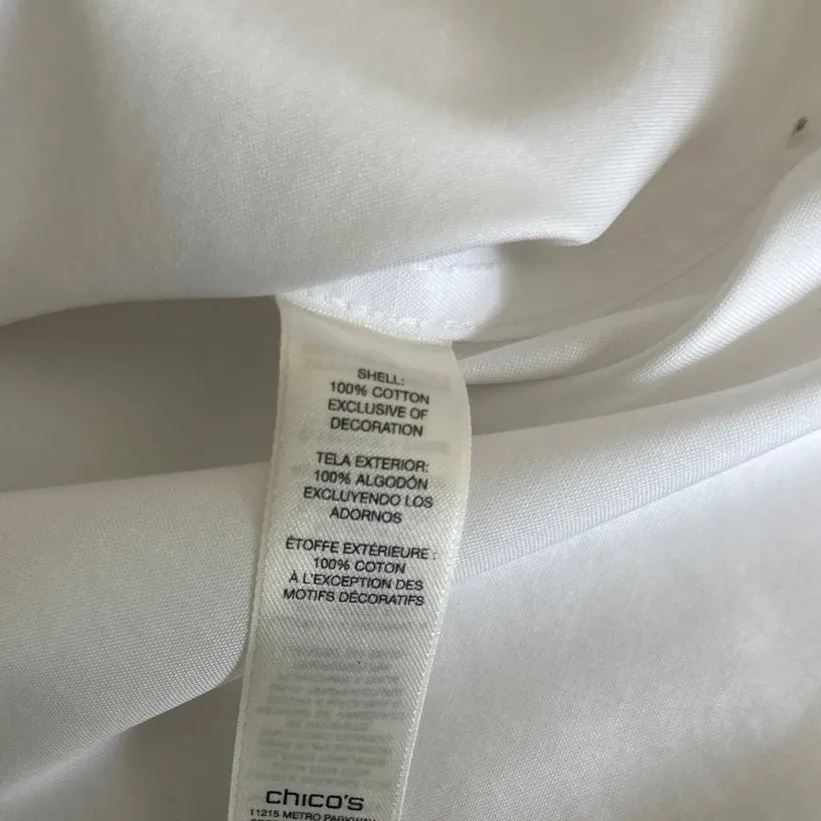 SHELL:
100% COTTON
EXCLUSIVE OF
DECORATION
TELA EXTERIOR:
100% ALGODÓN
EXCLUYENDO LOS
ADORNOS
ÉTOFFE EXTÉRIEURE :
100% COTON
À L'EXCEPTION DES
MOTIFS DÉCORATIFS
chico's
11215 METRO PARKWAY